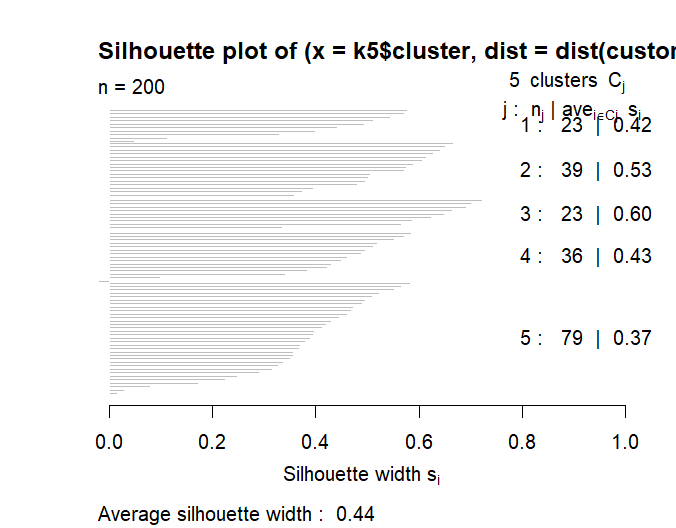 Silhouette plot of (x = k5$cluster, dist = dist(custor
n = 200
5 clusters Cj
j : nj | avei∈Cj si
1 : 23 | 0.42
2 : 39 | 0.53
3 : 23 | 0.60
4 : 36 | 0.43
5 : 79 | 0.37
0.0 0.2 0.4 0.6 0.8 1.0
Silhouette width si
Average silhouette width : 0.44